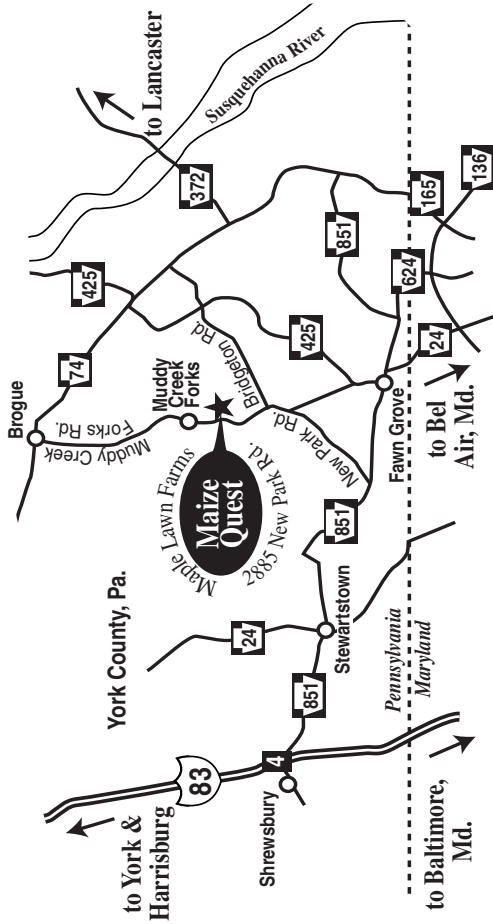 to York &
Harrisburg
83
York County, Pa.
Shrewsbury
4
851
24
Stewartstown
851
to Baltimore,
Md.
Pennsylvania
Maryland
Brogue
74
425
Muddy Creek
Forks Rd.
Muddy
Creek
Forks
Maple Lawn Farms
Maize
Quest
2885 New Park Rd.
Bridgeton Rd.
New Park Rd.
425
Fawn Grove
to Bel
Air, Md.
24
624
851
165
136
372
to Lancaster
Susquehanna River